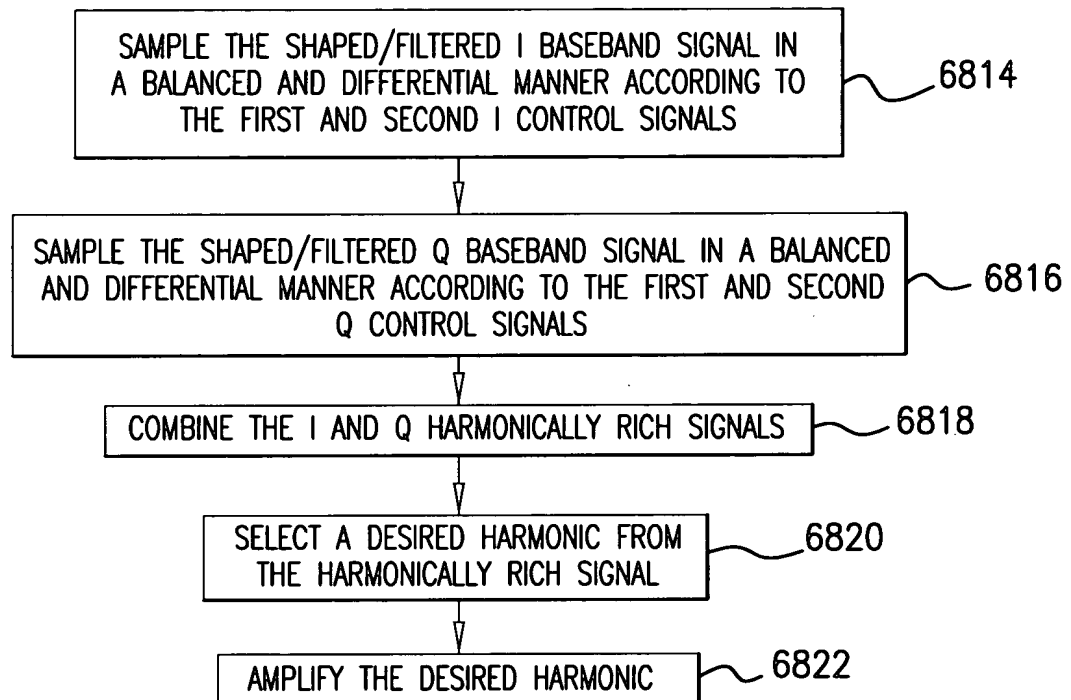 SAMPLE THE SHAPED/FILTERED I BASEBAND SIGNAL IN
A BALANCED AND DIFFERENTIAL MANNER ACCORDING TO
THE FIRST AND SECOND I CONTROL SIGNALS
6814
SAMPLE THE SHAPED/FILTERED Q BASEBAND SIGNAL IN A BALANCED
AND DIFFERENTIAL MANNER ACCORDING TO THE FIRST AND SECOND
Q CONTROL SIGNALS
6816
COMBINE THE I AND Q HARMONICALLY RICH SIGNALS
6818
SELECT A DESIRED HARMONIC FROM
THE HARMONICALLY RICH SIGNAL
6820
AMPLIFY THE DESIRED HARMONIC
6822